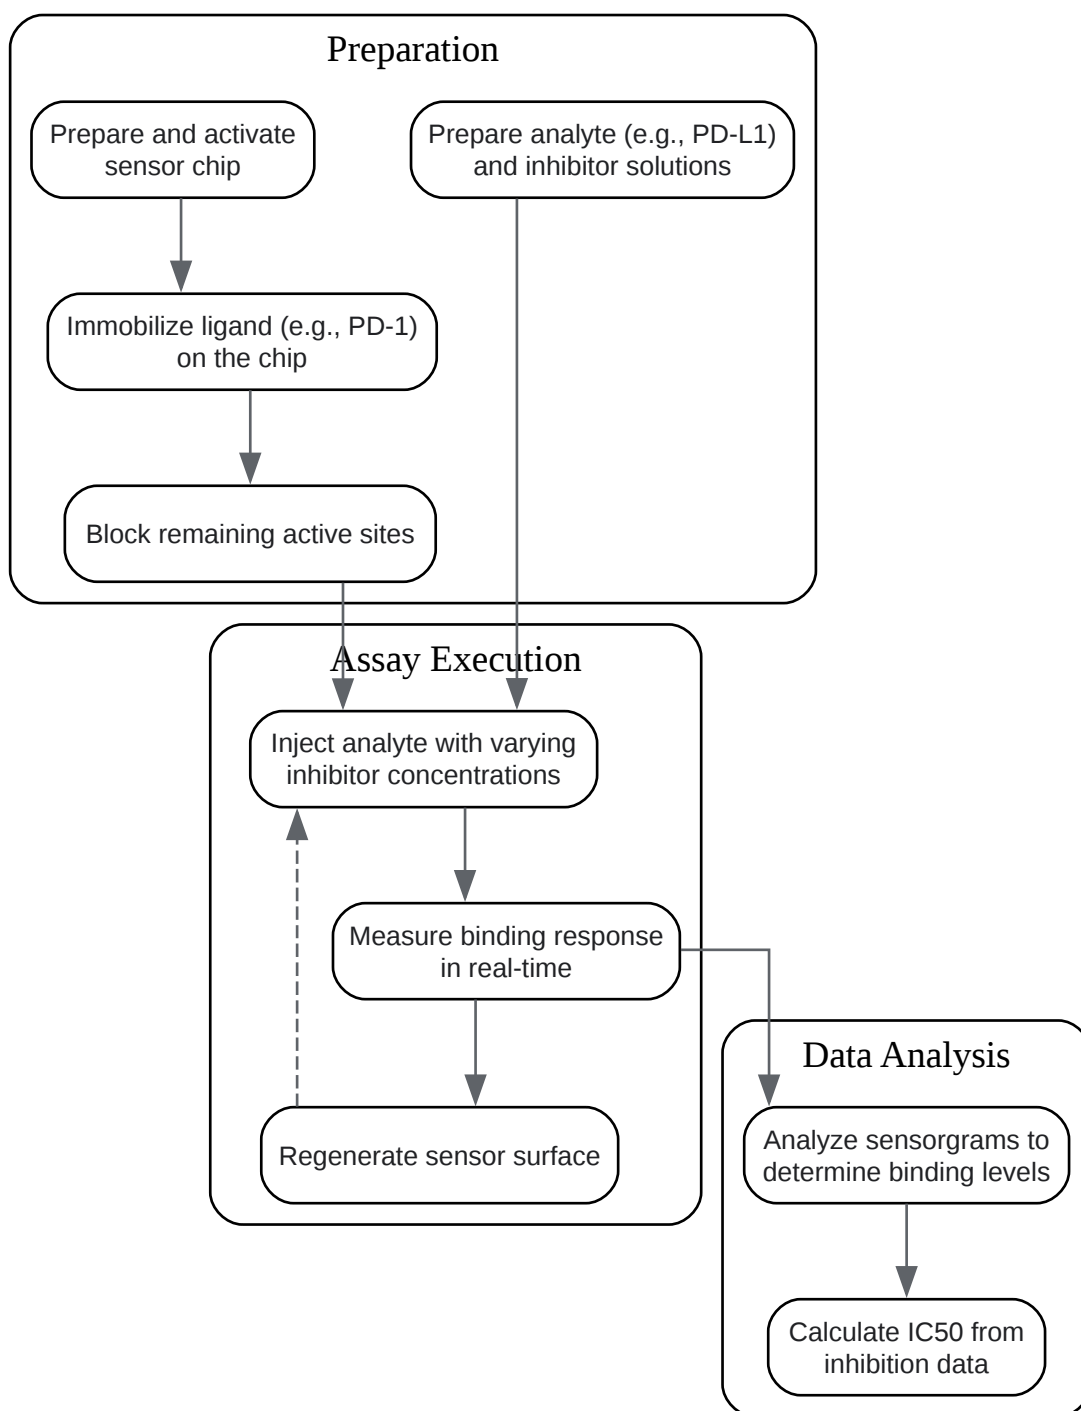 Preparation
Prepare and activate
sensor chip
Prepare analyte (e.g., PD-L1)
and inhibitor solutions
Immobilize ligand (e.g., PD-1)
on the chip
Block remaining active sites
Assay Execution
Inject analyte with varying
inhibitor concentrations
Measure binding response
in real-time
Regenerate sensor surface
Data Analysis
Analyze sensorgrams to
determine binding levels
Calculate IC50 from
inhibition data